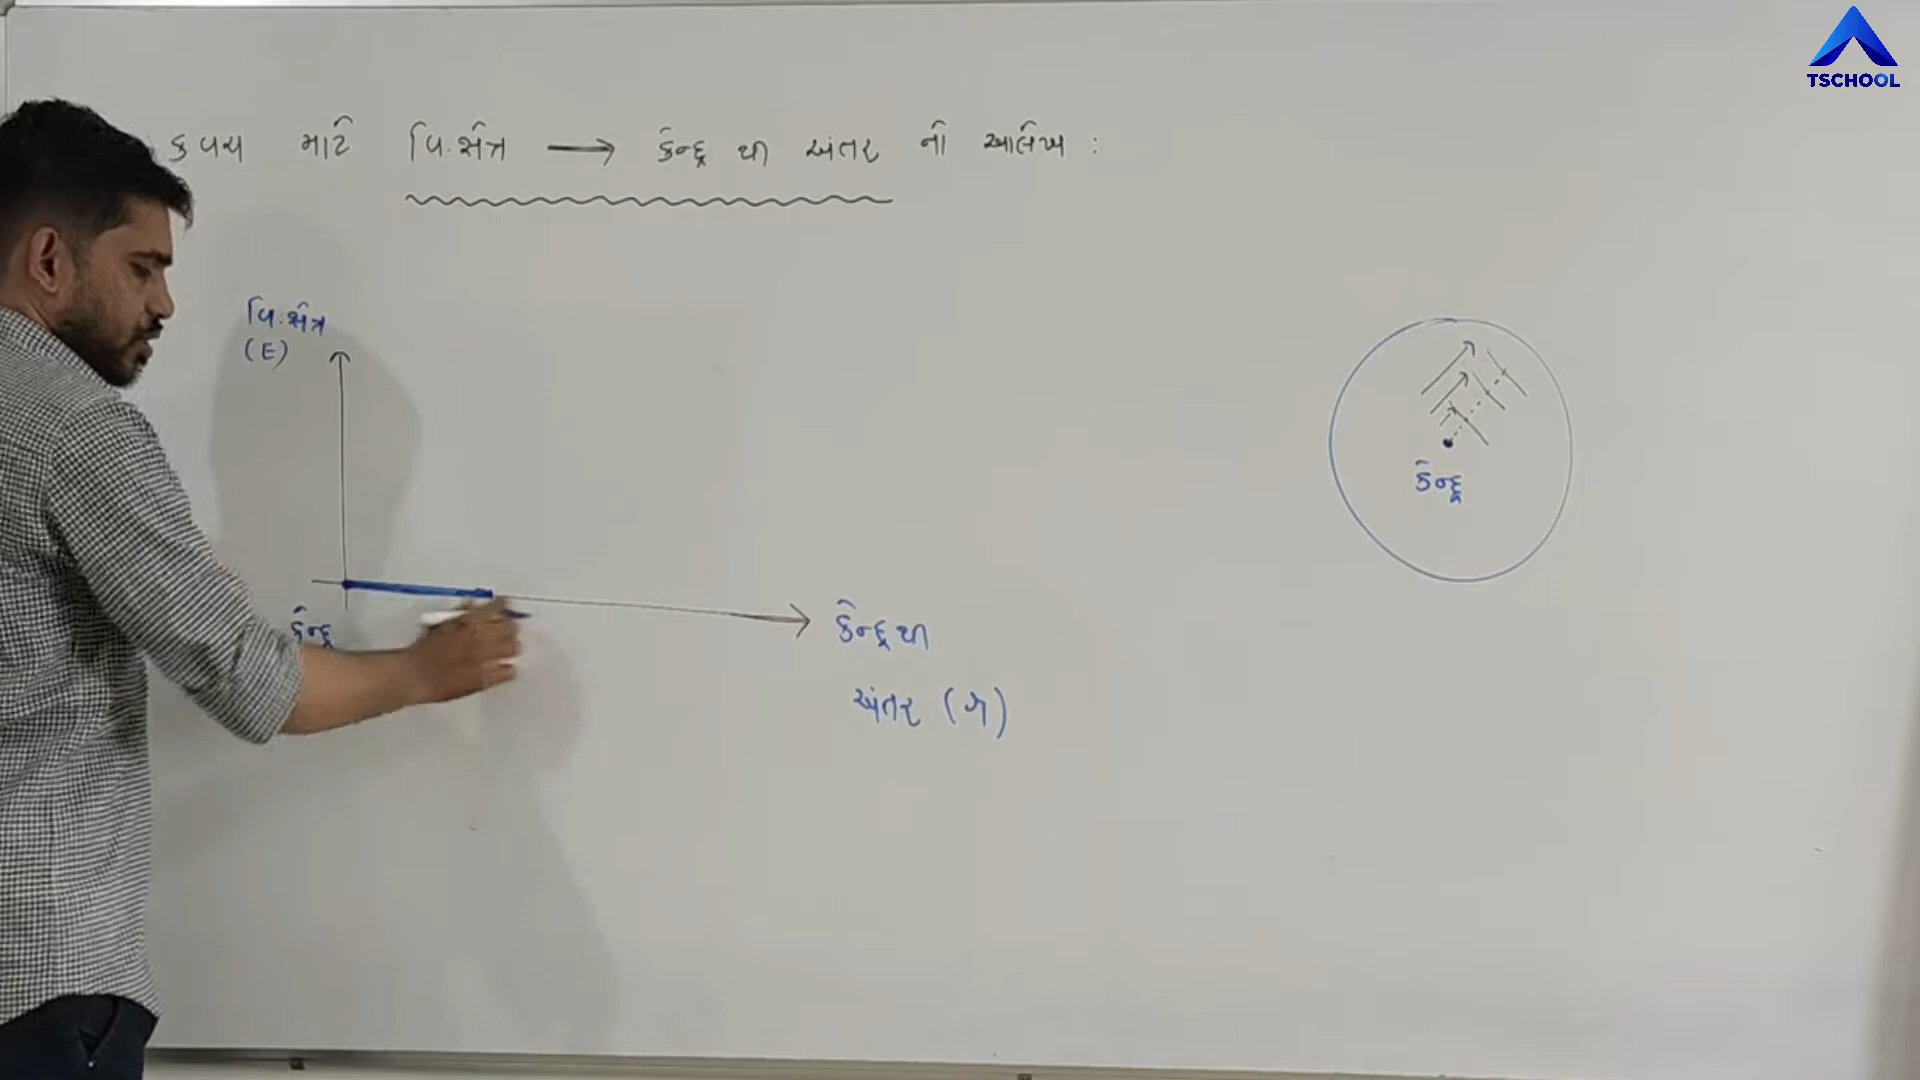 કવચ માટે વિ.ક્ષેત્ર → કેન્દ્ર થી અંતર નો આલેખ :
વિ.ક્ષેત્ર
(E)
કેન્દ્ર
કેન્દ્ર થી
અંતર (r)
કેન્દ્ર
TSCHOOL